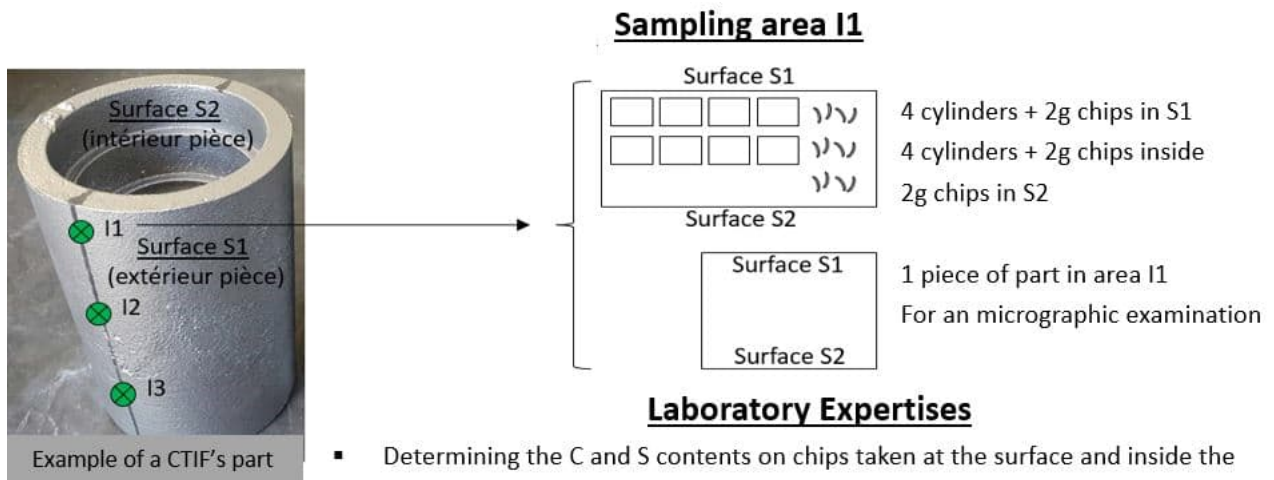 Sampling area I1
Surface S2
(intérieur pièce)
I1
Surface S1
(extérieur pièce)
I2
I3
Example of a CTIF's part
Surface S1
4 cylinders + 2g chips in S1
4 cylinders + 2g chips inside
2g chips in S2
Surface S2
Surface S1
1 piece of part in area I1
For an micrographic examination
Surface S2
Laboratory Expertises
▪ Determining the C and S contents on chips taken at the surface and inside the